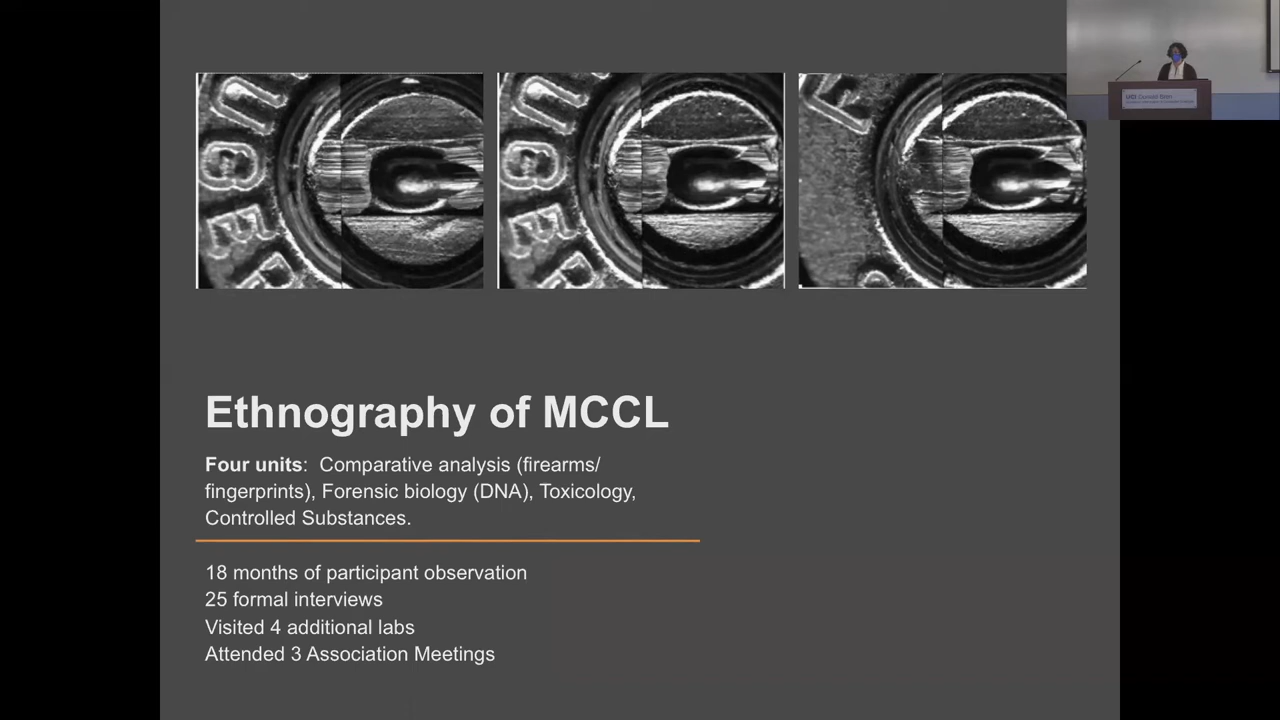 Ethnography of MCCL
Four units:  Comparative analysis (firearms/
fingerprints), Forensic biology (DNA), Toxicology,
Controlled Substances.
18 months of participant observation
25 formal interviews
Visited 4 additional labs
Attended 3 Association Meetings